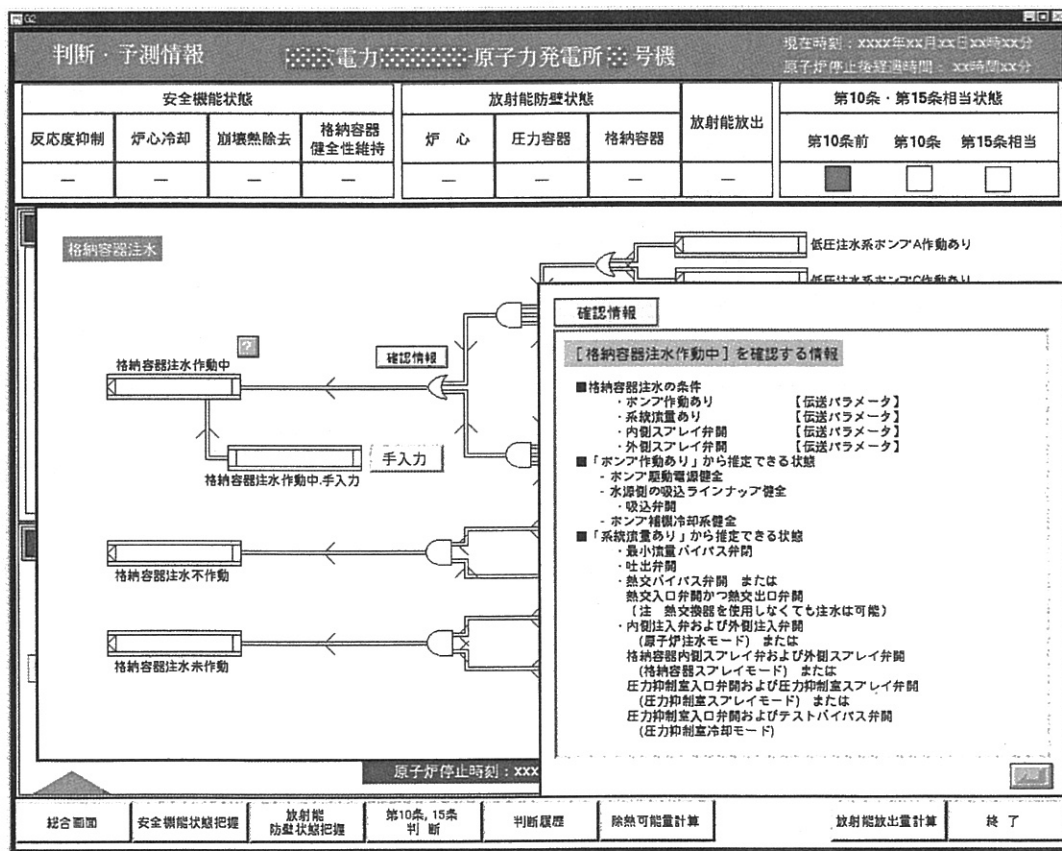 G2
判断・予測情報
電力
原子力発電所
号機
現在時刻：xxxx年xx月xx日xx時xx分
原子炉停止後経過時間： xx時間xx分
安全機能状態
放射能防壁状態
放射能放出
第10条・第15条相当状態
反応度抑制 炉心冷却 崩壊熱除去 格納容器
健全性維持
炉 心 圧力容器 格納容器
第10条前 第10条 第15条相当
― ― ― ― ― ― ― ―
格納容器注水
低圧注水系ポンプA作動あり
低圧注水系ポンプC作動あり
?
格納容器注水作動中
確認情報
手入力
格納容器注水作動中.手入力
格納容器注水不作動
格納容器注水未作動
確認情報
［格納容器注水作動中］を確認する情報
■格納容器注水の条件
・ポンプ作動あり 【伝送パラメータ】
・系統流量あり 【伝送パラメータ】
・内側スプレイ弁開 【伝送パラメータ】
・外側スプレイ弁開 【伝送パラメータ】
■「ポンプ作動あり」から推定できる状態
- ポンプ駆動電源健全
- 水源側の吸込ラインナップ健全
・吸込弁開
- ポンプ補機冷却系健全
■「系統流量あり」から推定できる状態
・最小流量バイパス弁閉
・吐出弁開
・熱交バイパス弁開 または
熱交入口弁開かつ熱交出口弁開
（注 熱交換器を使用しなくても注水は可能）
・内側注入弁および外側注入弁開
(原子炉注水モード) または
格納容器内側スプレイ弁および外側スプレイ弁開
(格納容器スプレイモード) または
圧力抑制室入口弁開および圧力抑制室スプレイ弁開
(圧力抑制室スプレイモード) または
圧力抑制室入口弁開およびテストバイパス弁開
(圧力抑制室冷却モード)
原子炉停止時刻：xxx
総合画面 安全機能状態把握 放射能
防壁状態把握 第10条, 15条
判 断 判断履歴 除熱可能量計算 放射能放出量計算 終 了